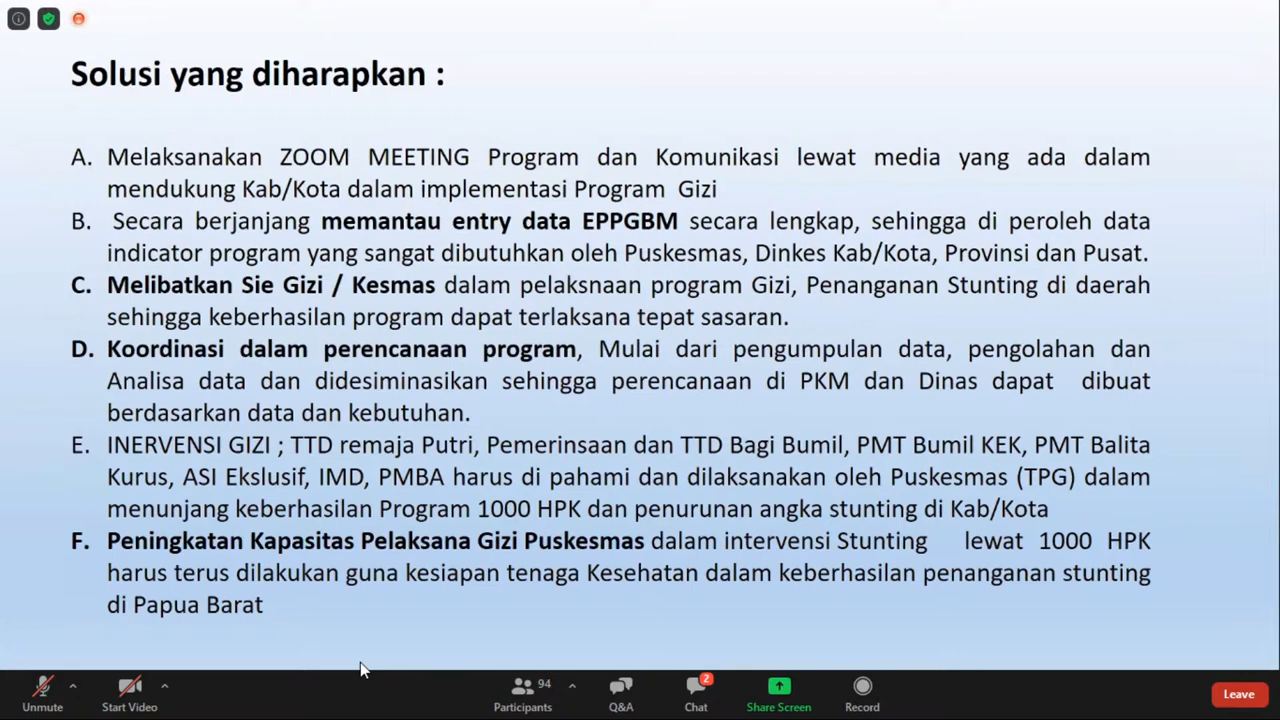 Solusi yang diharapkan :
A. Melaksanakan ZOOM MEETING Program dan Komunikasi lewat media yang ada dalam
mendukung Kab/Kota dalam implementasi Program Gizi
B. Secara berjanjang memantau entry data EPPGBM secara lengkap, sehingga di peroleh data
indicator program yang sangat dibutuhkan oleh Puskesmas, Dinkes Kab/Kota, Provinsi dan Pusat.
C. Melibatkan Sie Gizi / Kesmas dalam pelaksnaan program Gizi, Penanganan Stunting di daerah
sehingga keberhasilan program dapat terlaksana tepat sasaran.
D. Koordinasi dalam perencanaan program, Mulai dari pengumpulan data, pengolahan dan
Analisa data dan didesiminasikan sehingga perencanaan di PKM dan Dinas dapat dibuat
berdasarkan data dan kebutuhan.
E. INERVENSI GIZI ; TTD remaja Putri, Pemerinsaan dan TTD Bagi Bumil, PMT Bumil KEK, PMT Balita
Kurus, ASI Ekslusif, IMD, PMBA harus di pahami dan dilaksanakan oleh Puskesmas (TPG) dalam
menunjang keberhasilan Program 1000 HPK dan penurunan angka stunting di Kab/Kota
F. Peningkatan Kapasitas Pelaksana Gizi Puskesmas dalam intervensi Stunting lewat 1000 HPK
harus terus dilakukan guna kesiapan tenaga Kesehatan dalam keberhasilan penanganan stunting
di Papua Barat
94
2
Unmute
Start Video
Participants
Q&A
Chat
Share Screen
Record
Leave